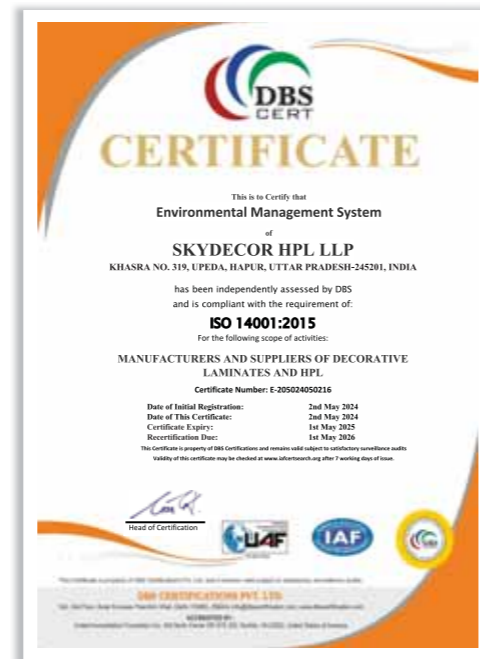 DBS
CERT
CERTIFICATE
This is to Certify that
Environmental Management System
of
SKYDECOR HPL LLP
KHASRA NO. 319, UPEDA, HAPUR, UTTAR PRADESH-245201, INDIA
has been independently assessed by DBS
and is compliant with the requirement of:
ISO 14001:2015
For the following scope of activities:
MANUFACTURERS AND SUPPLIERS OF DECORATIVE
LAMINATES AND HPL
Certificate Number: E-205024050216
Date of Initial Registration: 2nd May 2024
Date of This Certificate: 2nd May 2024
Certificate Expiry: 1st May 2025
Recertification Due: 1st May 2026
This Certificate is property of DBS Certifications and remains valid subject to satisfactory surveillance audits
Validity of this certificate may be checked at www.iafcertsearch.org after 7 working days of issue.
Head of Certification
UAF
IAF
DBS
DBS CERTIFICATIONS PVT. LTD
ACCREDITED BY: